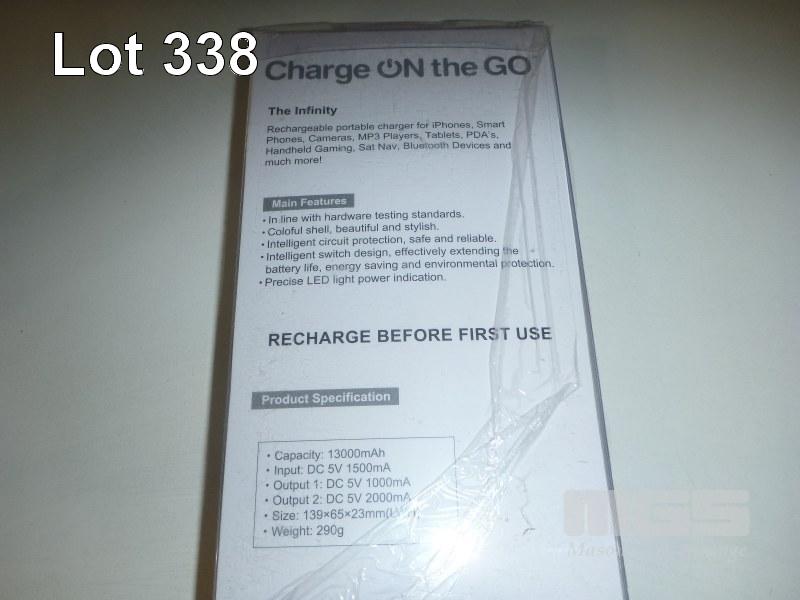 Lot 338
Charge ON the GO
The Infinity
Rechargeable portable charger for iPhones, Smart
Phones, Cameras, MP3 Players, Tablets, PDA's,
Handheld Gaming, Sat Nav, Bluetooth Devices and
much more!
Main Features
• In line with hardware testing standards.
• Coloful shell, beautiful and stylish.
• Intelligent circuit protection, safe and reliable.
• Intelligent switch design, effectively extending the
battery life, energy saving and environmental protection.
• Precise LED light power indication.
RECHARGE BEFORE FIRST USE
Product Specification
• Capacity: 13000mAh
• Input: DC 5V 1500mA
• Output 1: DC 5V 1000mA
• Output 2: DC 5V 2000mA
• Size: 139×65×23mm
• Weight: 290g
MGS